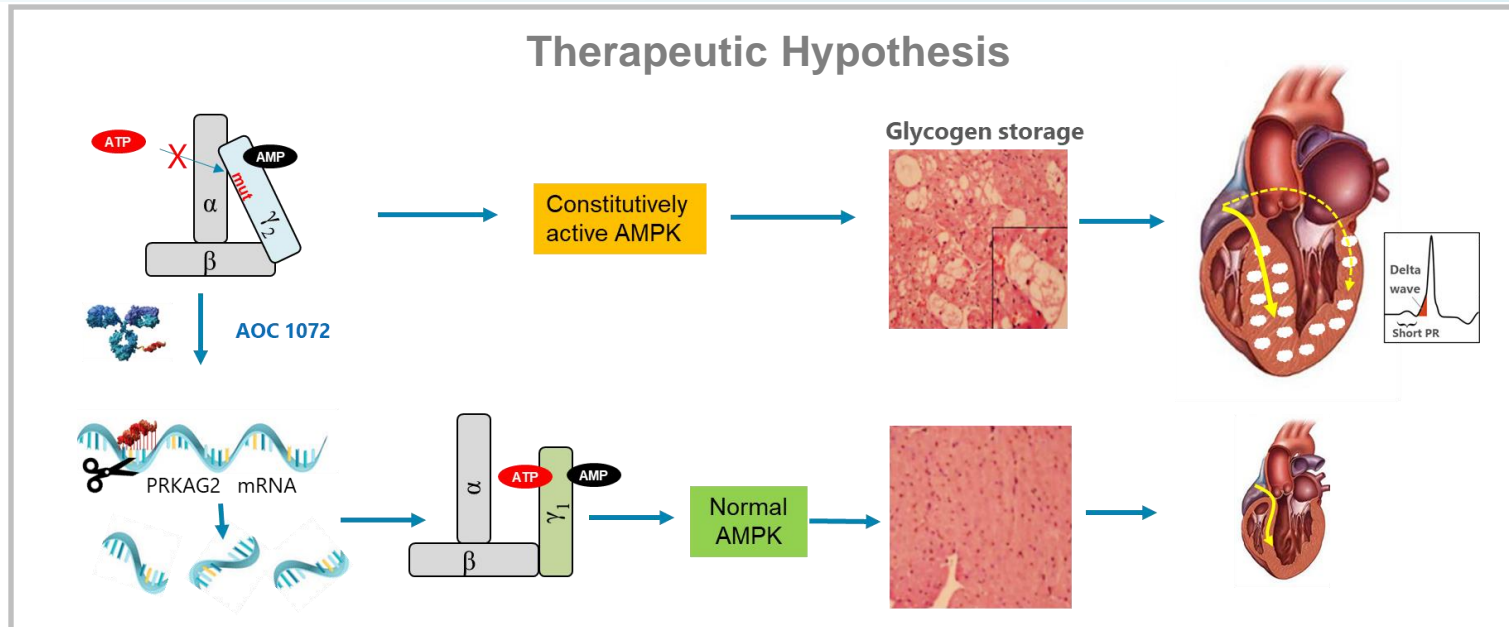 Therapeutic Hypothesis
ATP
X
AMP
mut
α
γ2
β
Constitutively
active AMPK
Glycogen storage
Delta
wave
Short PR
AOC 1072
PRKAG2 mRNA
α
ATP
AMP
γ1
β
Normal
AMPK